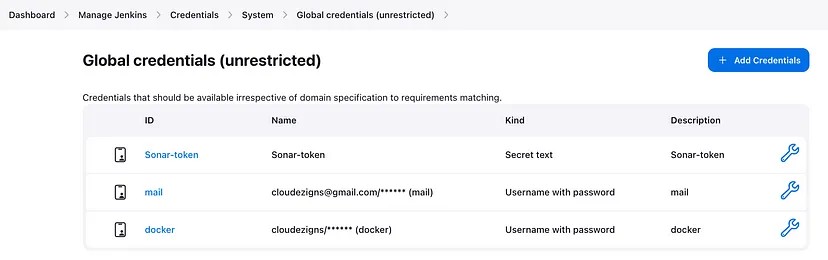 Dashboard > Manage Jenkins > Credentials > System > Global credentials (unrestricted) >
Global credentials (unrestricted)
+ Add Credentials
Credentials that should be available irrespective of domain specification to requirements matching.
ID Name Kind Description
Sonar-token Sonar-token Secret text Sonar-token
mail cloudezigns@gmail.com/****** (mail) Username with password mail
docker cloudezigns/****** (docker) Username with password docker